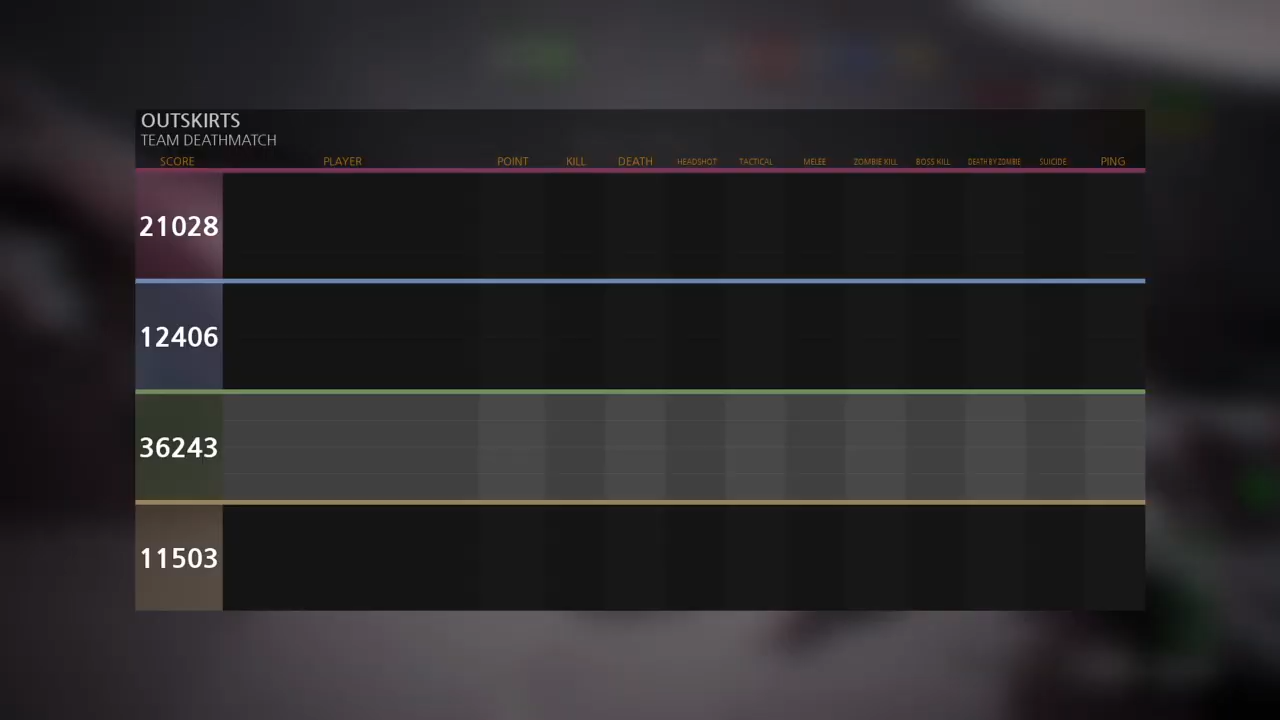 OUTSKIRTS
TEAM DEATHMATCH
SCORE PLAYER POINT KILL DEATH HEADSHOT TACTICAL MELEE ZOMBIE KILL BOSS KILL DEATH BY ZOMBIE SUICIDE PING
21028
12406
36243
11503